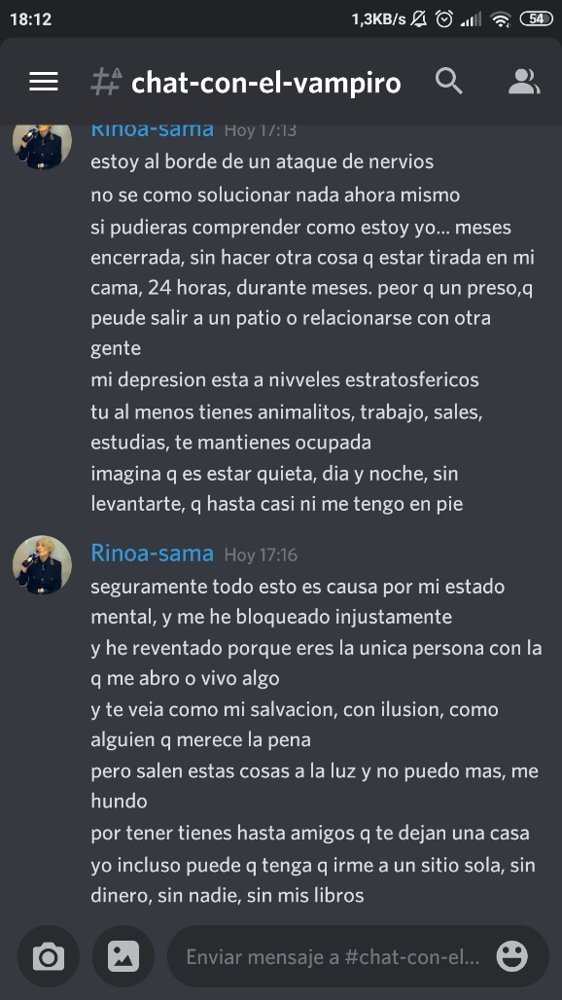 18:12
1,3KB/s
54
chat-con-el-vampiro
Rinoa-sama Hoy 17:13
estoy al borde de un ataque de nervios
no se como solucionar nada ahora mismo
si pudieras comprender como estoy yo... meses
encerrada, sin hacer otra cosa q estar tirada en mi
cama, 24 horas, durante meses. peor q un preso,q
peude salir a un patio o relacionarse con otra
gente
mi depresion esta a nivveles estratosfericos
tu al menos tienes animalitos, trabajo, sales,
estudias, te mantienes ocupada
imagina q es estar quieta, dia y noche, sin
levantarte, q hasta casi ni me tengo en pie
Rinoa-sama Hoy 17:16
seguramente todo esto es causa por mi estado
mental, y me he bloqueado injustamente
y he reventado porque eres la unica persona con la
q me abro o vivo algo
y te veia como mi salvacion, con ilusion, como
alguien q merece la pena
pero salen estas cosas a la luz y no puedo mas, me
hundo
por tener tienes hasta amigos q te dejan una casa
yo incluso puede q tenga q irme a un sitio sola, sin
dinero, sin nadie, sin mis libros
Enviar mensaje a #chat-con-el...